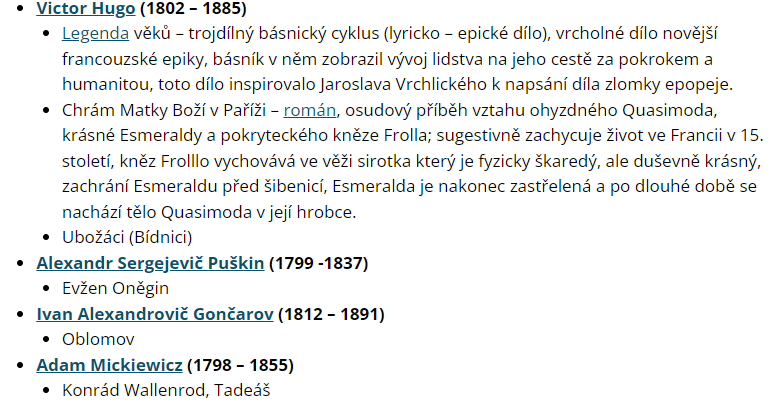 Victor Hugo (1802 – 1885)
Legenda věků – trojdílný básnický cyklus (lyricko – epické dílo), vrcholné dílo novější
francouzské epiky, básník v něm zobrazil vývoj lidstva na jeho cestě za pokrokem a
humanitou, toto dílo inspirovalo Jaroslava Vrchlického k napsání díla zlomky epopeje.
Chrám Matky Boží v Paříži – román, osudový příběh vztahu ohyzdného Quasimoda,
krásné Esmeraldy a pokryteckého kněze Frolla; sugestivně zachycuje život ve Francii v 15.
století, kněz Frolllo vychovává ve věži sirotka který je fyzicky škaredý, ale duševně krásný,
zachrání Esmeraldu před šibenicí, Esmeralda je nakonec zastřelená a po dlouhé době se
nachází tělo Quasimoda v její hrobce.
Ubožáci (Bídnici)
Alexandr Sergejevič Puškin (1799 -1837)
Evžen Oněgin
Ivan Alexandrovič Gončarov (1812 – 1891)
Oblomov
Adam Mickiewicz (1798 – 1855)
Konrád Wallenrod, Tadeáš